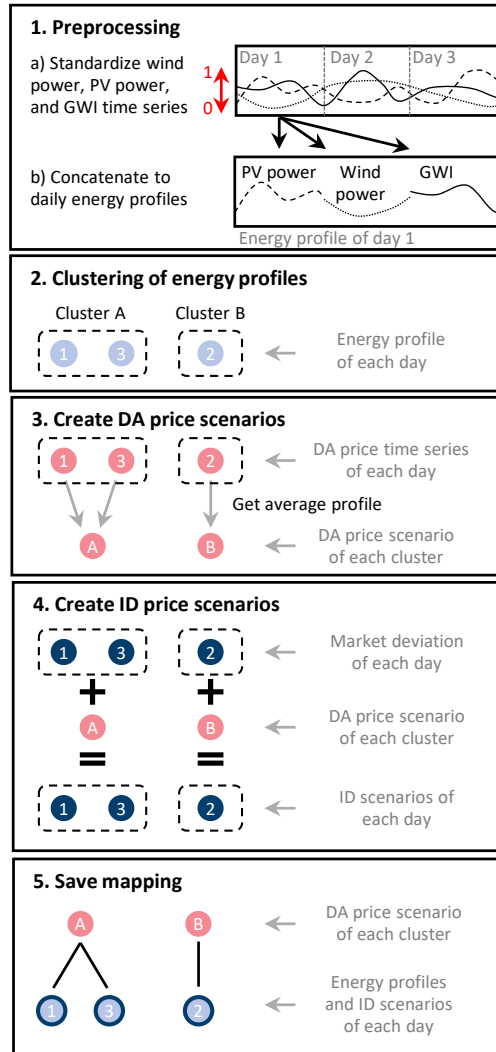 1. Preprocessing
a) Standardize wind
power, PV power,
and GWI time series
1
0
Day 1
Day 2
Day 3
b) Concatenate to
daily energy profiles
PV power
Wind
power
GWI
Energy profile of day 1
2. Clustering of energy profiles
Cluster A
Cluster B
1
3
2
Energy profile
of each day
3. Create DA price scenarios
1
3
2
DA price time series
of each day
Get average profile
A
B
DA price scenario
of each cluster
4. Create ID price scenarios
1
3
2
Market deviation
of each day
+
+
A
B
DA price scenario
of each cluster
=
=
1
3
2
ID scenarios of
each day
5. Save mapping
A
B
DA price scenario
of each cluster
1
3
2
Energy profiles
and ID scenarios
of each day